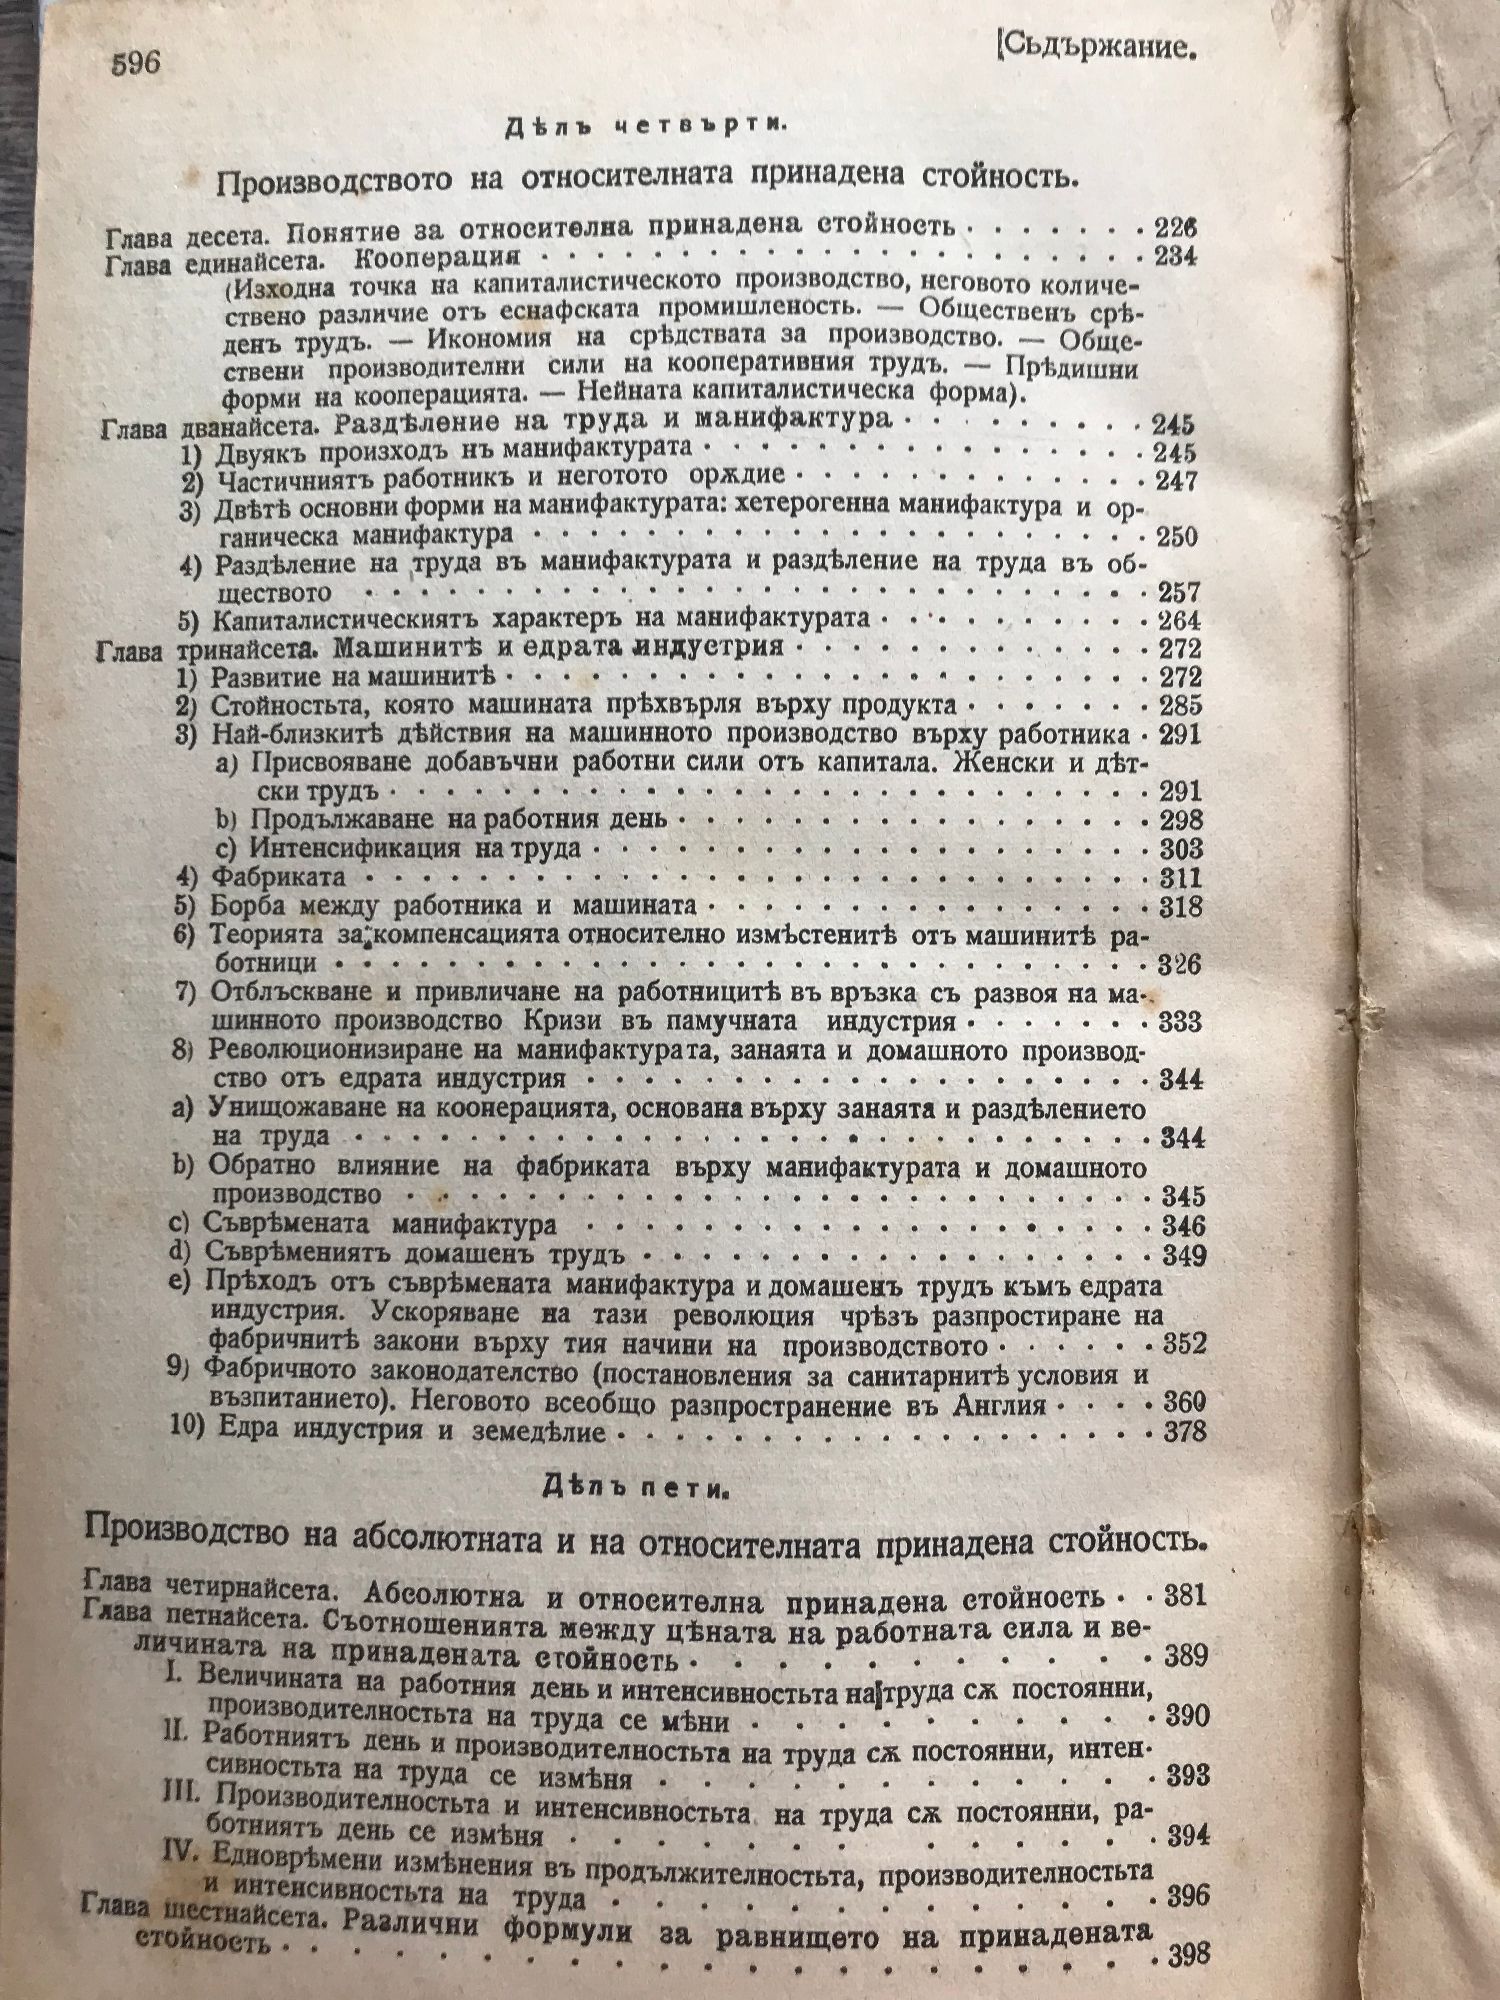 596
Съдържание.
Дѣлъ четвърти.
Производството на относителната принадена стойность.
Глава десета. Понятие за относителна принадена стойность . . . . . . . 226
Глава единайсета. Кооперация . . . . . . . 234
(Изходна точка на капиталистическото производство, неговото количе-
ствено различие отъ еснафската промишленость. — Общественъ срѣ-
денъ трудъ. — Икономия на срѣдствата за производство. — Обще-
ствени производителни сили на кооперативния трудъ. — Прѣдишни
форми на кооперацията. — Нейната капиталистическа форма).
Глава дванайсета. Раздѣление на труда и манифактура . . . . . . . 245
1) Двуякъ произходъ нъ манифактурата . . . . . . . 245
2) Частичниятъ работникъ и неготото орѫдие . . . . . . . 247
3) Двѣтѣ основни форми на манифактурата: хетерогенна манифактура и ор-
ганическа манифактура . . . . . . . 250
4) Раздѣление на труда въ манифактурата и раздѣление на труда въ об-
ществото . . . . . . . 257
5) Капиталистическиятъ характеръ на манифактурата . . . . . . . 264
Глава тринайсета. Машинитѣ и едрата индустрия . . . . . . . 272
1) Развитие на машинитѣ . . . . . . . 272
2) Стойностьта, която машината прѣхвърля върху продукта . . . . . . . 285
3) Най-близкитѣ дѣйствия на машинното производство върху работника . 291
a) Присвояване добавъчни работни сили отъ капитала. Женски и дѣт-
ски трудъ . . . . . . . 291
b) Продължаване на работния день . . . . . . . 298
c) Интенсификация на труда . . . . . . . 303
4) Фабриката . . . . . . . 311
5) Борба между работника и машината . . . . . . . 318
6) Теорията за компенсацията относително измѣстенитѣ отъ машинитѣ ра-
ботници . . . . . . . 326
7) Отблъскване и привличане на работницитѣ въ връзка съ развоя на ма-
шинното производство Кризи въ памучната индустрия . . . . . . . 333
8) Революционизиране на манифактурата, занаята и домашното производ-
ство отъ едрата индустрия . . . . . . . 344
a) Унищожаване на кооперацията, основана върху занаята и раздѣлението
на труда . . . . . . . 344
b) Обратно влияние на фабриката върху манифактурата и домашното
производство . . . . . . . 345
c) Съврѣмената манифактура . . . . . . . 346
d) Съврѣмениятъ домашенъ трудъ . . . . . . . 349
e) Прѣходъ отъ съврѣмената манифактура и домашенъ трудъ къмъ едрата
индустрия. Ускоряване на тази революция чрѣзъ разпростиране на
фабричнитѣ закони върху тия начини на производството . . . . . . 352
9) Фабричното законодателство (постановления за санитарнитѣ условия и
възпитанието). Неговото всеобщо разпространение въ Англия . . . . 360
10) Едра индустрия и земедѣлие . . . . . . . 378
Дѣлъ пети.
Производство на абсолютната и на относителната принадена стойность.
Глава четирнайсета. Абсолютна и относителна принадена стойность . . 381
Глава петнайсета. Съотношенията между цѣната на работната сила и ве-
личината на принадената стойность . . . . . . . 389
I. Величината на работния день и интенсивностьта на труда сѫ постоянни,
производителностьта на труда се мѣни . . . . . . . 390
II. Работниятъ день и производителностьта на труда сѫ постоянни, интен-
сивностьта на труда се измѣня . . . . . . . 393
III. Производителностьта и интенсивностьта на труда сѫ постоянни, ра-
ботниятъ день се измѣня . . . . . . . 394
IV. Едноврѣмени измѣнения въ продължителностьта, производителностьта
и интенсивностьта на труда . . . . . . . 396
Глава шестнайсета. Различни формули за равнището на принадената
стойность . . . . . . . 398